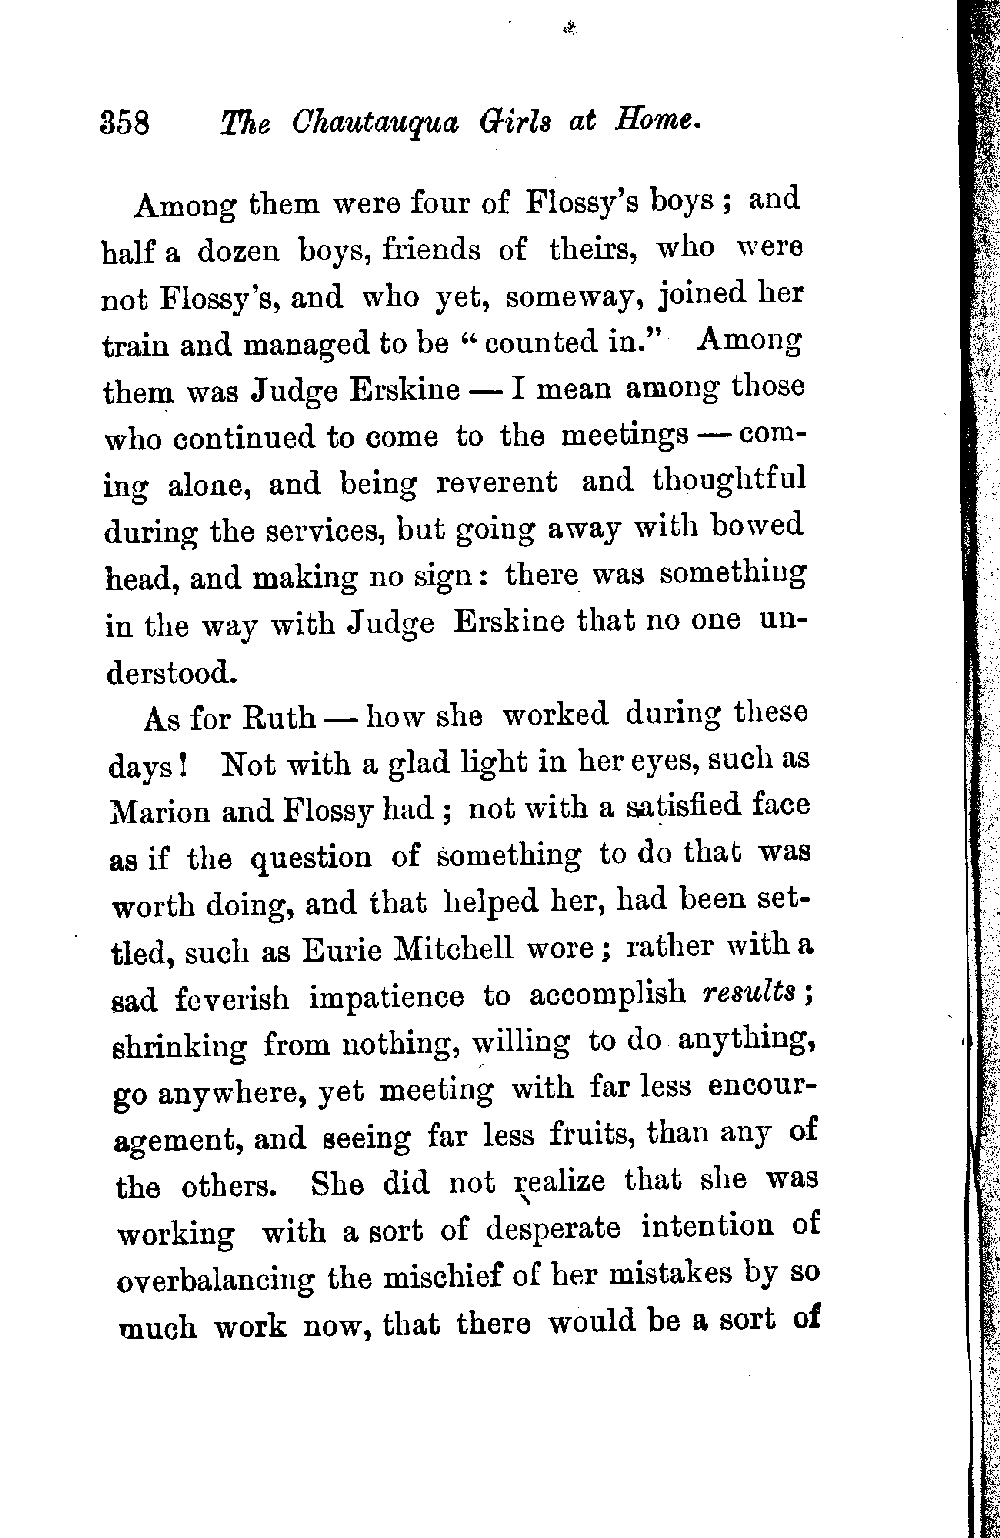 358 The Chautauqua Girls at Home.
Among them were four of Flossy's boys; and
half a dozen boys, friends of theirs, who were
not Flossy's, and who yet, someway, joined her
train and managed to be "counted in." Among
them was Judge Erskine — I mean among those
who continued to come to the meetings — com-
ing alone, and being reverent and thoughtful
during the services, but going away with bowed
head, and making no sign: there was something
in the way with Judge Erskine that no one un-
derstood.
As for Ruth — how she worked during these
days! Not with a glad light in her eyes, such as
Marion and Flossy had; not with a satisfied face
as if the question of something to do that was
worth doing, and that helped her, had been set-
tled, such as Eurie Mitchell wore; rather with a
sad feverish impatience to accomplish results;
shrinking from nothing, willing to do anything,
go anywhere, yet meeting with far less encour-
agement, and seeing far less fruits, than any of
the others. She did not realize that she was
working with a sort of desperate intention of
overbalancing the mischief of her mistakes by so
much work now, that there would be a sort of